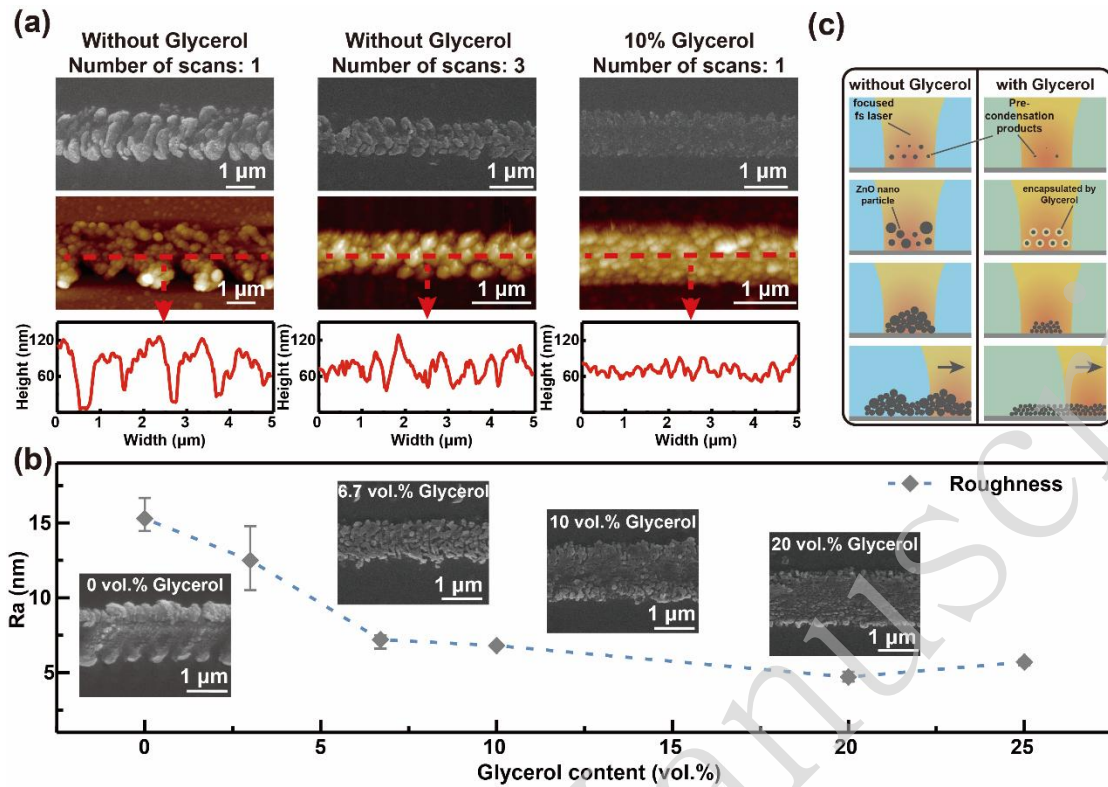 (a)
Without Glycerol
Number of scans: 1
Without Glycerol
Number of scans: 3
10% Glycerol
Number of scans: 1
1 μm
1 μm
1 μm
1 μm
1 μm
1 μm
Height (nm)
120
60
0 1 2 3 4 5
Width (μm)
Height (nm)
120
60
0 1 2 3 4 5
Width (μm)
Height (nm)
120
60
0 1 2 3 4 5
Width (μm)
(c)
without Glycerol
with Glycerol
focused
fs laser
Pre-
condensation
products
ZnO nano
particle
encapsulated by
Glycerol
(b)
Roughness
Ra (nm)
15
10
5
0 vol.% Glycerol
1 μm
6.7 vol.% Glycerol
1 μm
10 vol.% Glycerol
1 μm
20 vol.% Glycerol
1 μm
0 5 10 15 20 25
Glycerol content (vol.%)